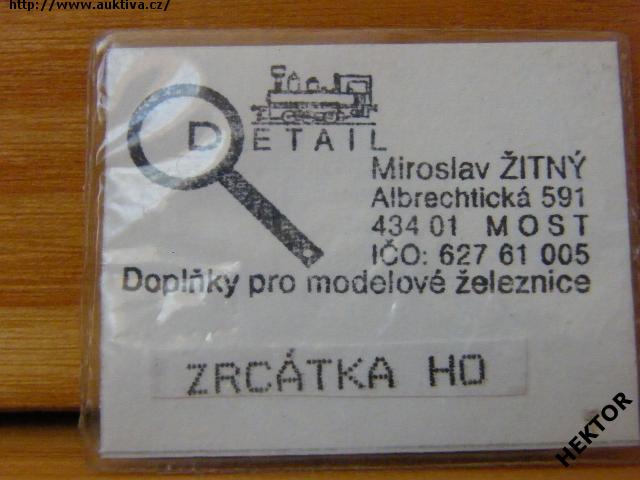 http://www.auktiva.cz/
DETAIL
Miroslav ŽITNÝ
Albrechtická 591
434 01 MOST
IČO: 627 61 005
Doplňky pro modelové železnice
ZRCÁTKA HO
HEKTOR